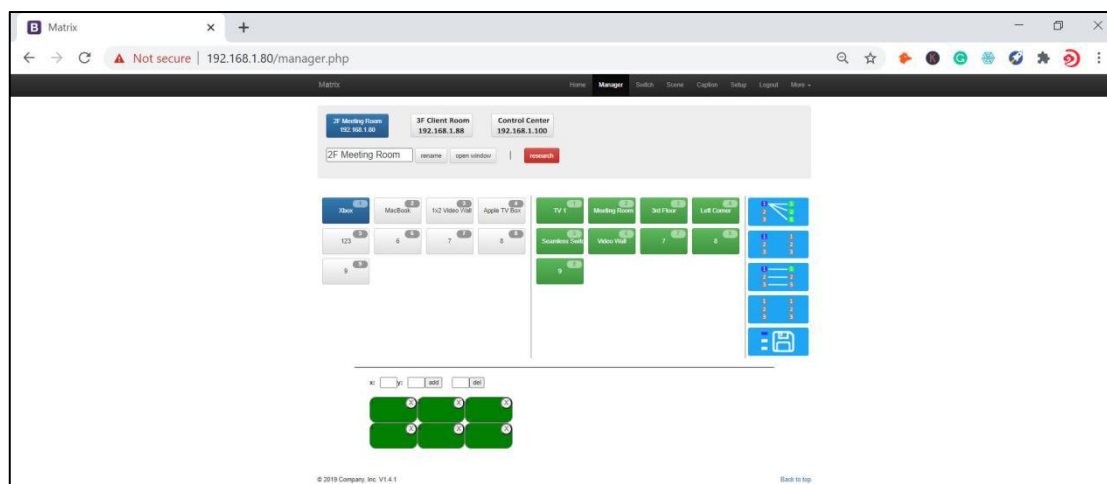 Matrix
Not secure | 192.168.1.80/manager.php
Matrix Home Manager Switch Scene Caption Setup Logout More
2F Meeting Room 192.168.1.80
3F Client Room 192.168.1.88
Control Center 192.168.1.100
2F Meeting Room rename open window | research
Xbox 1 MacBook 2 1x2 Video Wall 3 Apple TV Box 4 TV 1 1 Meeting Room 2 3rd Floor 3 Left Corner 4
123 5 6 6 7 7 8 8 Seamless Switc Video Wall 7 7 8 8
9 9 9
x: y: add del
X X X
X X X
© 2019 Company, Inc. V1.4.1 Back to top